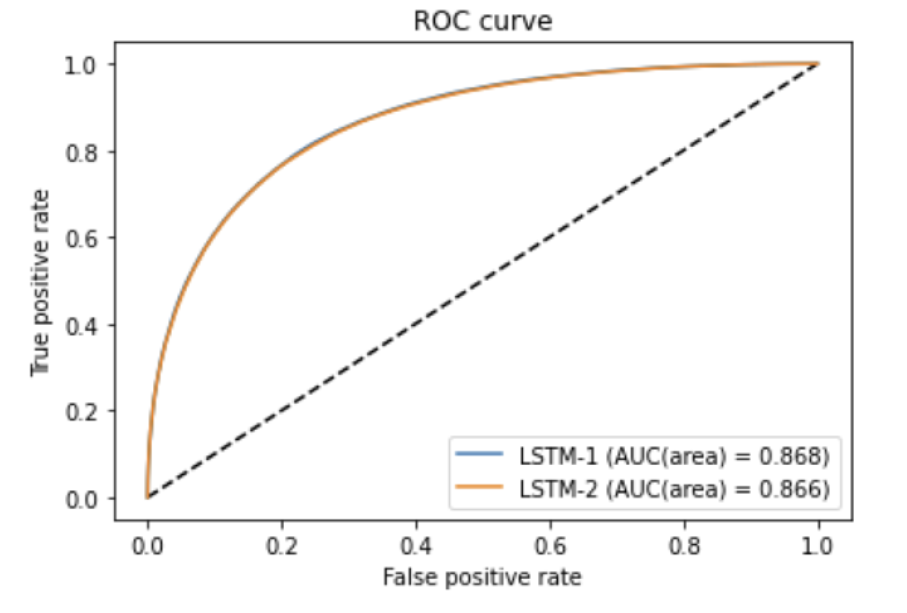 ROC curve
1.0
0.8
0.6
0.4
0.2
0.0
True positive rate
LSTM-1 (AUC(area) = 0.868)
LSTM-2 (AUC(area) = 0.866)
0.0 0.2 0.4 0.6 0.8 1.0
False positive rate